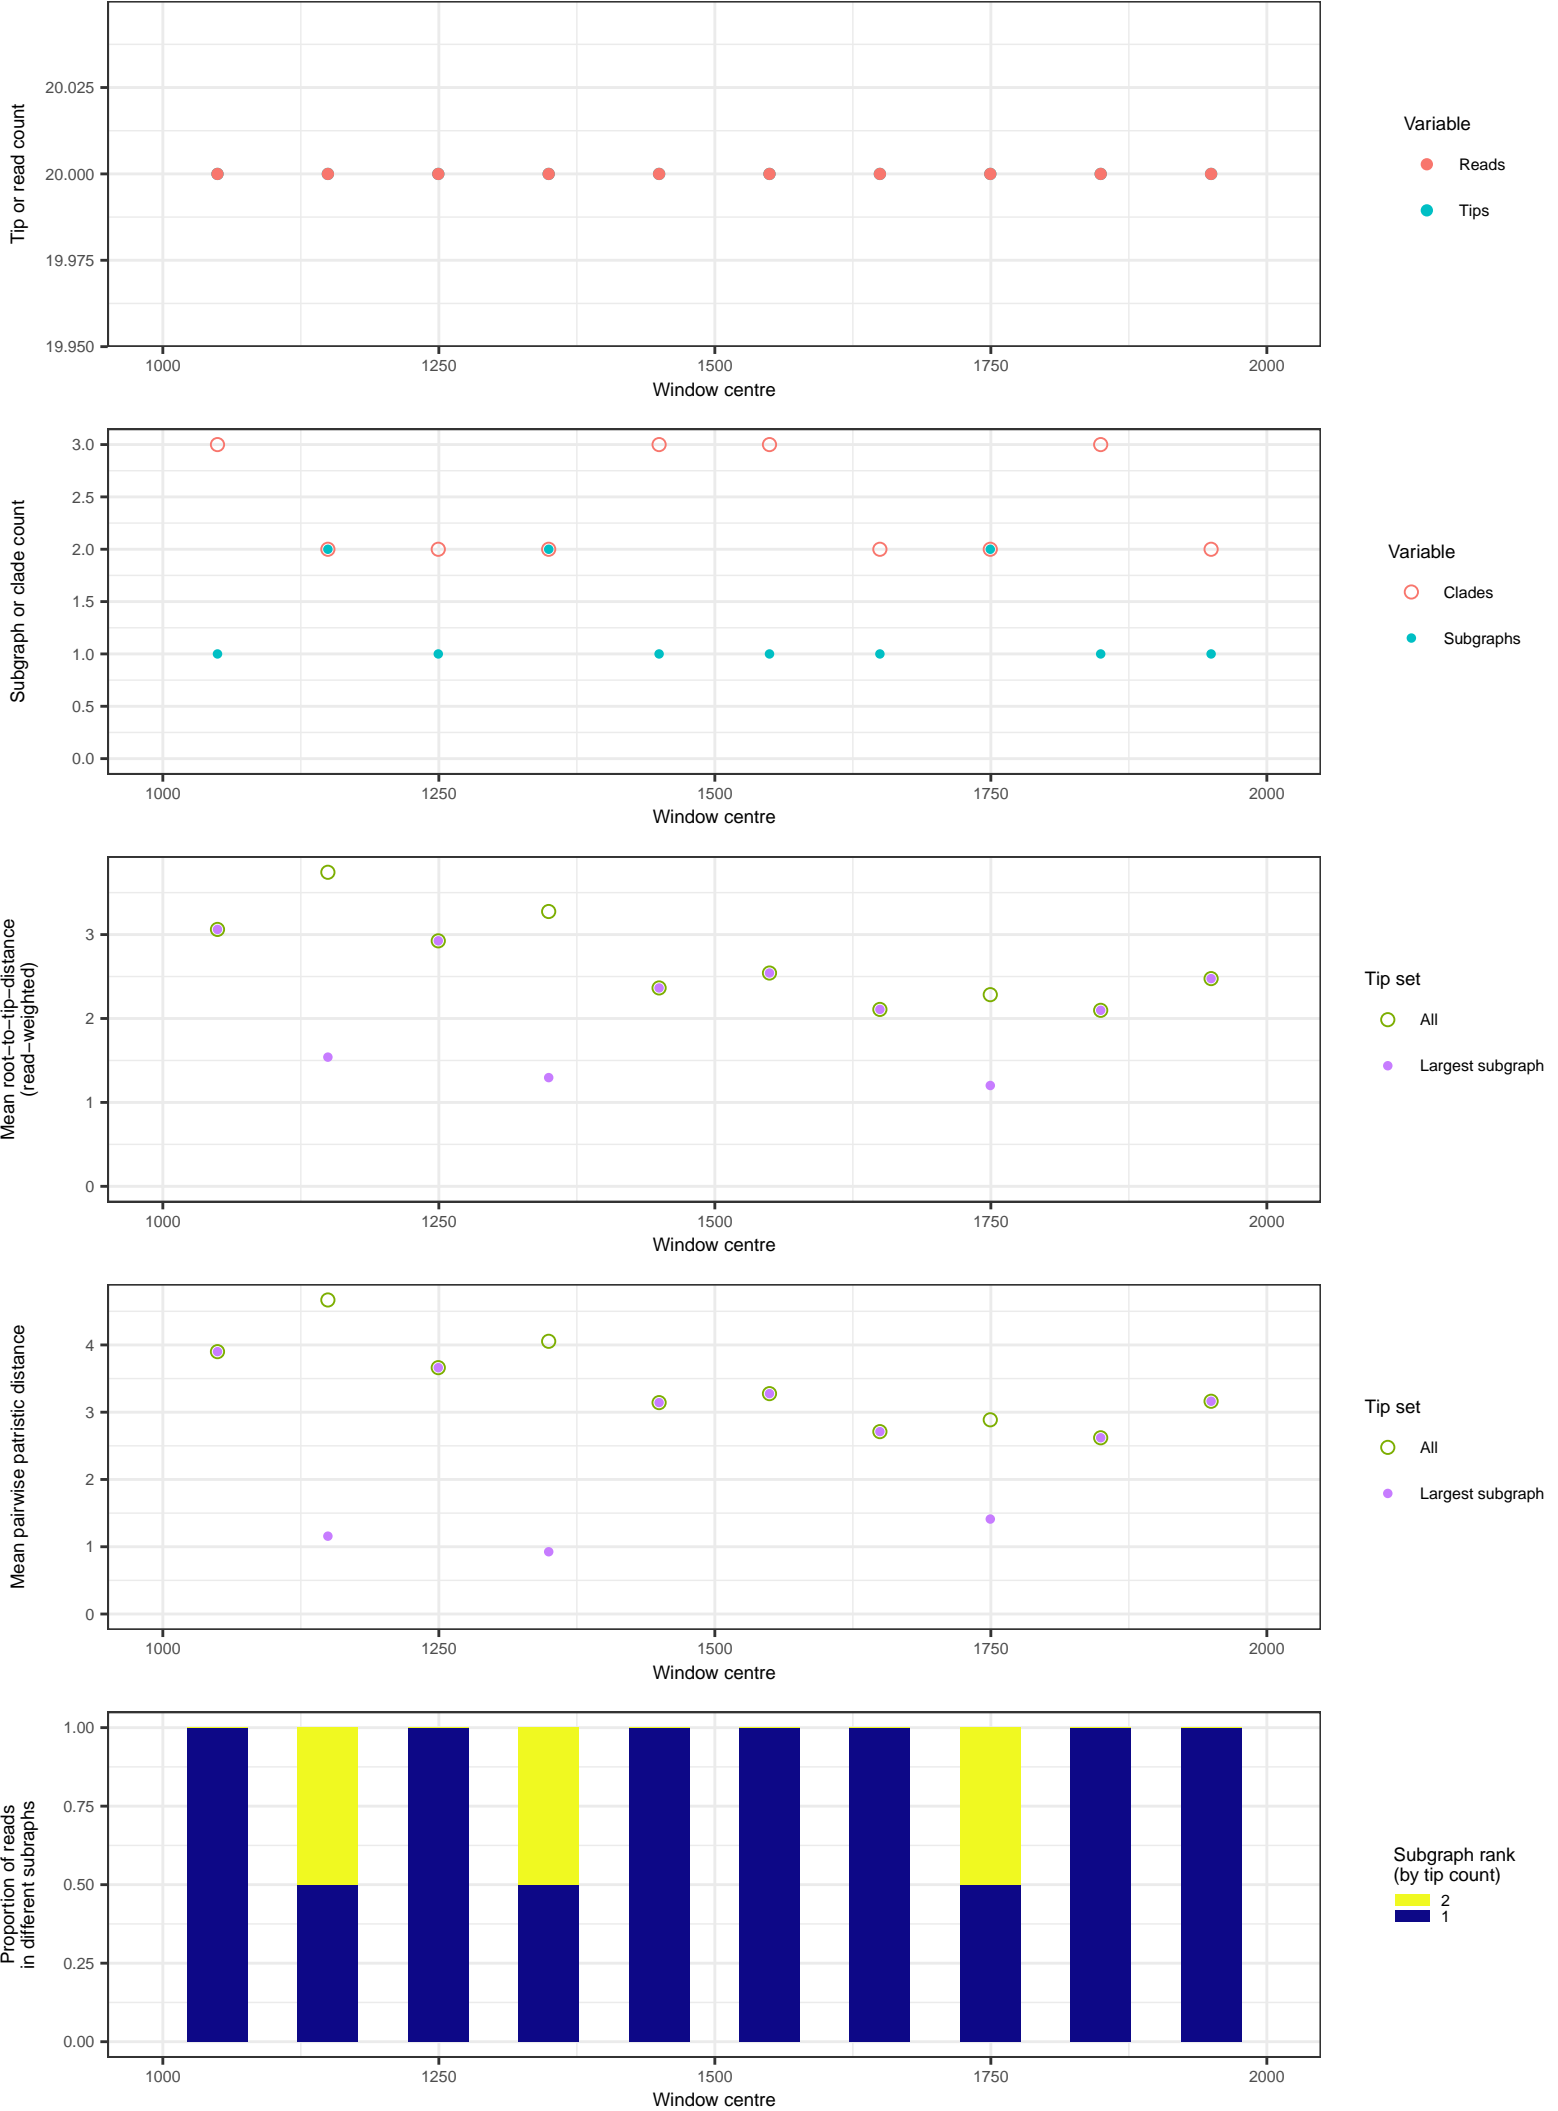 Tip or read count
20.025
20.000
19.975
19.950
1000 1250 1500 1750 2000
Window centre
Variable
Reads
Tips
Subgraph or clade count
3.0
2.5
2.0
1.5
1.0
0.5
0.0
1000 1250 1500 1750 2000
Window centre
Variable
Clades
Subgraphs
Mean root−to−tip−distance
(read−weighted)
3
2
1
0
1000 1250 1500 1750 2000
Window centre
Tip set
All
Largest subgraph
Mean pairwise patristic distance
4
3
2
1
0
1000 1250 1500 1750 2000
Window centre
Tip set
All
Largest subgraph
Proportion of reads
in different subraphs
1.00
0.75
0.50
0.25
0.00
1000 1250 1500 1750 2000
Window centre
Subgraph rank
(by tip count)
2
1